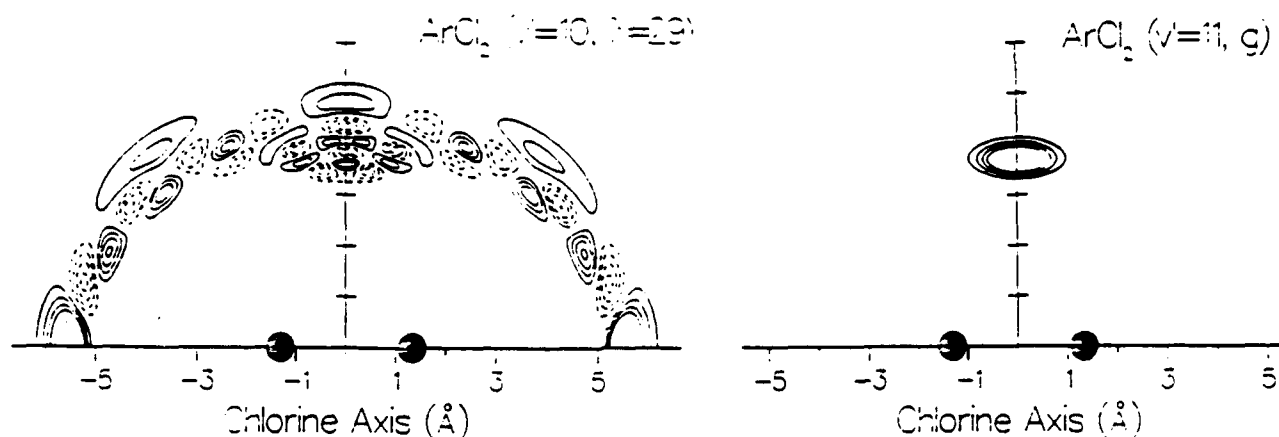 ArCl₂ (v'=10, =29)
ArCl₂ (v'=11, g)
-5 -3 -1 1 3 5
-5 -3 -1 1 3 5
Chlorine Axis (Å)
Chlorine Axis (Å)